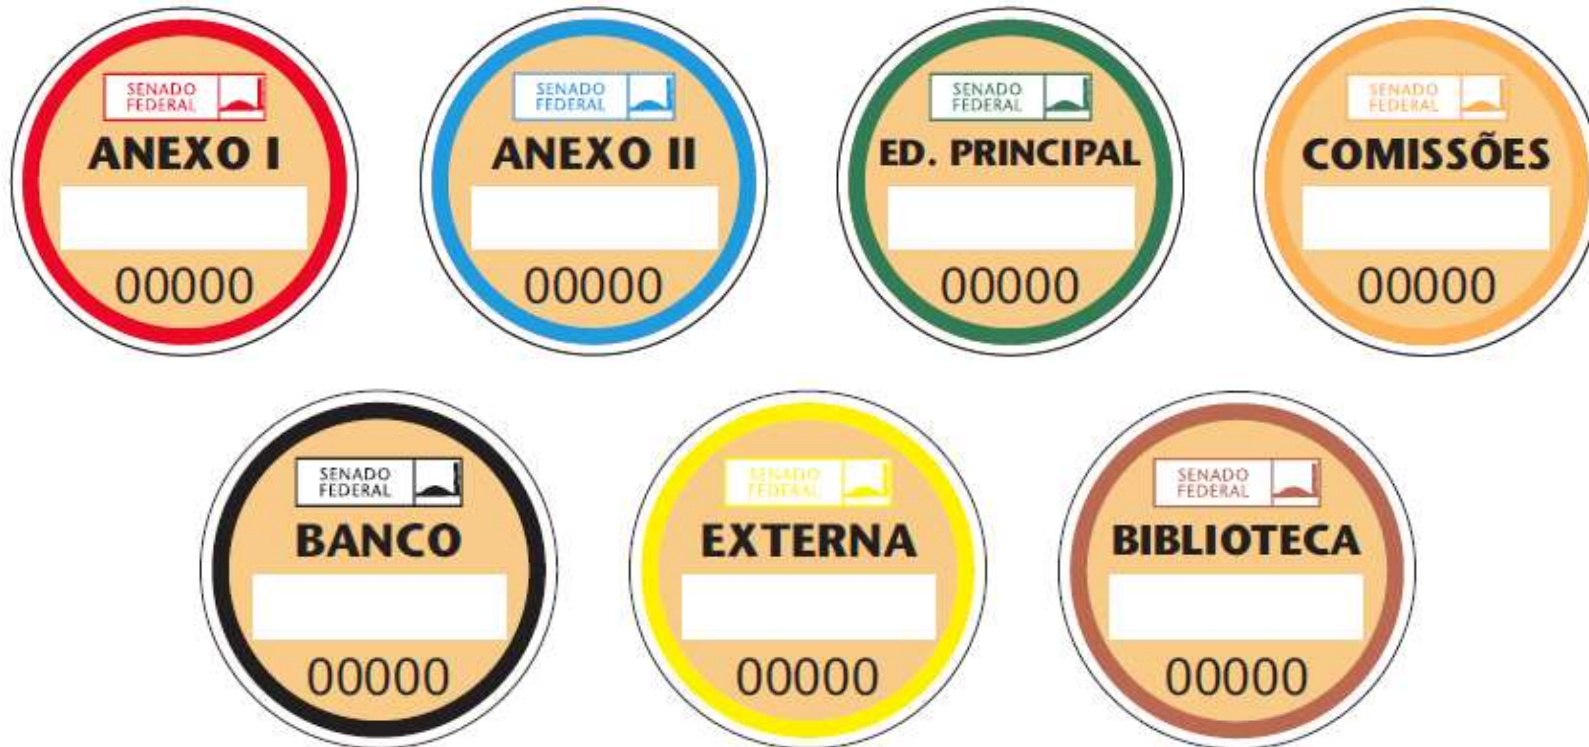 SENADO
FEDERAL
ANEXO I
00000
SENADO
FEDERAL
ANEXO II
00000
SENADO
FEDERAL
ED. PRINCIPAL
00000
SENADO
FEDERAL
COMISSÕES
00000
SENADO
FEDERAL
BANCO
00000
SENADO
FEDERAL
EXTERNA
00000
SENADO
FEDERAL
BIBLIOTECA
00000